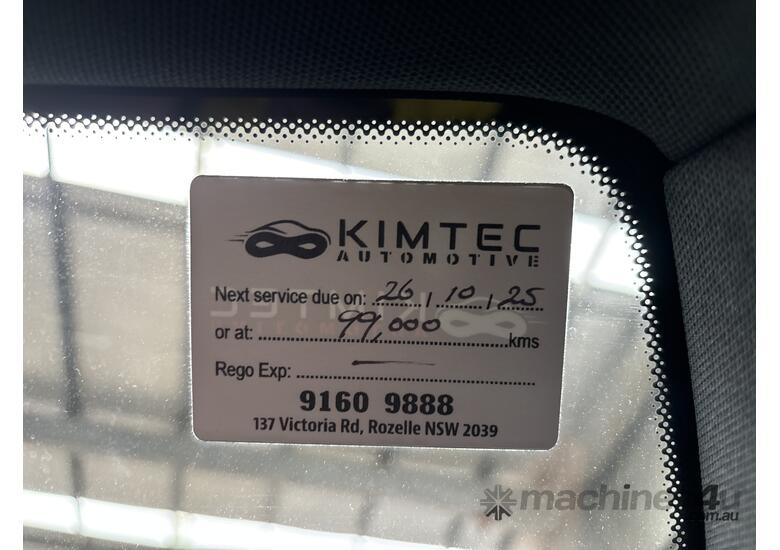 KIMTEC
AUTOMOTIVE
Next service due on: 26 / 10 / 25
or at: 99,000 kms
Rego Exp: —
9160 9888
137 Victoria Rd, Rozelle NSW 2039
machines4u
.com.au